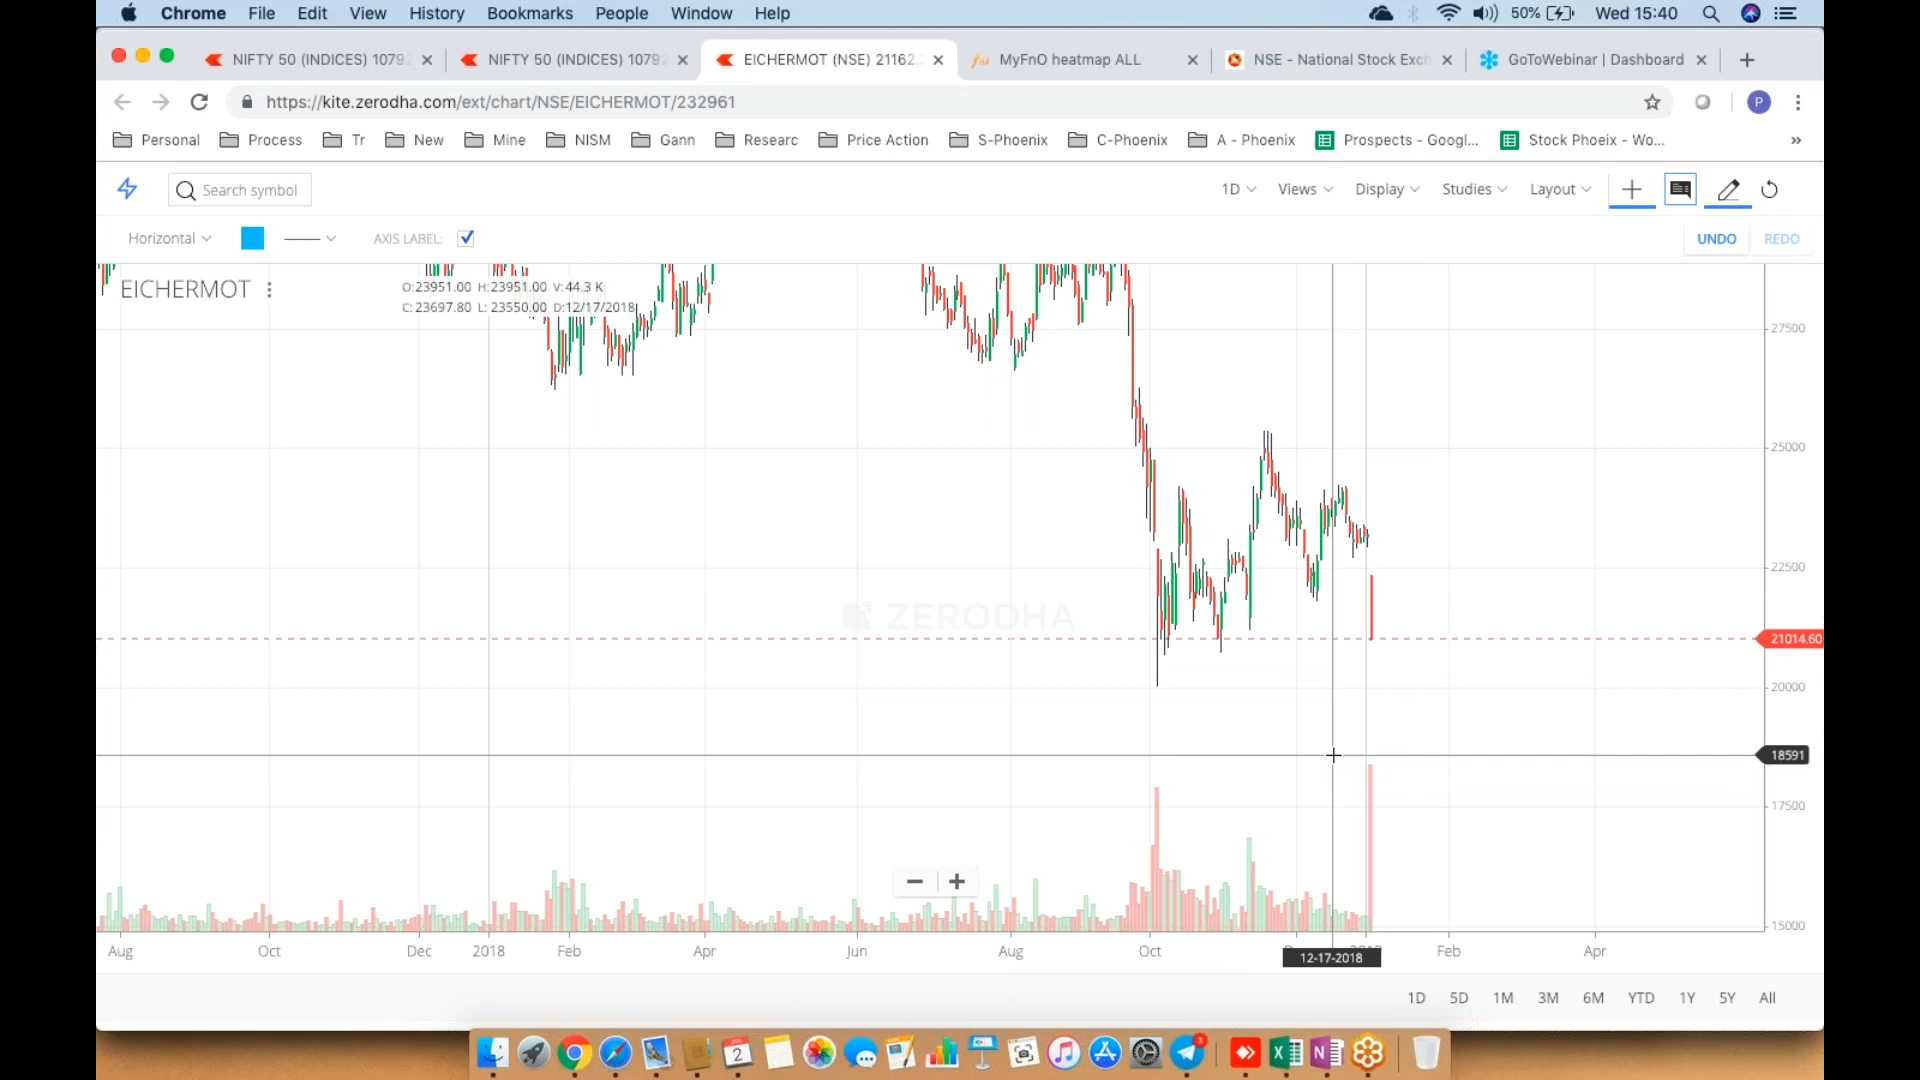 Chrome File Edit View History Bookmarks People Window Help 50% Wed 15:40
NIFTY 50 (INDICES) 10792 NIFTY 50 (INDICES) 10792 EICHERMOT (NSE) 21162. MyFnO heatmap ALL NSE - National Stock Exch GoToWebinar | Dashboard
https://kite.zerodha.com/ext/chart/NSE/EICHERMOT/232961 P
Personal Process Tr New Mine NISM Gann Researc Price Action S-Phoenix C-Phoenix A - Phoenix Prospects - Googl... Stock Phoeix - Wo... »
Search symbol 1D Views Display Studies Layout
Horizontal AXIS LABEL: UNDO REDO
EICHERMOT
O:23951.00 H:23951.00 V:44.3 K
C:23697.80 L: 23550.00 D:12/17/2018
27500
25000
22500
ZERODHA
21014.60
20000
18591
17500
15000
Aug Oct Dec 2018 Feb Apr Jun Aug Oct Feb Apr
12-17-2018
1D 5D 1M 3M 6M YTD 1Y 5Y All
2 3 X N